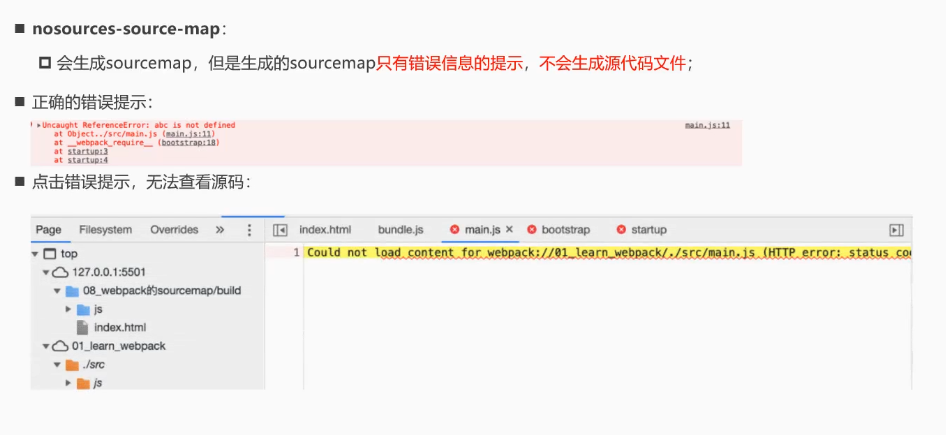 nosources-source-map：
会生成sourcemap，但是生成的sourcemap只有错误信息的提示，不会生成源代码文件；
正确的错误提示：
Uncaught ReferenceError: abc is not defined main.js:11
at Object../src/main.js (main.js:11)
at __webpack_require__ (bootstrap:18)
at startup:3
at startup:4
点击错误提示，无法查看源码：
Page Filesystem Overrides » index.html bundle.js main.js × bootstrap startup
top 1 Could not load content for webpack://01_learn_webpack/./src/main.js (HTTP error: status co
127.0.0.1:5501
08_webpack的sourcemap/build
js
index.html
01_learn_webpack
./src
js